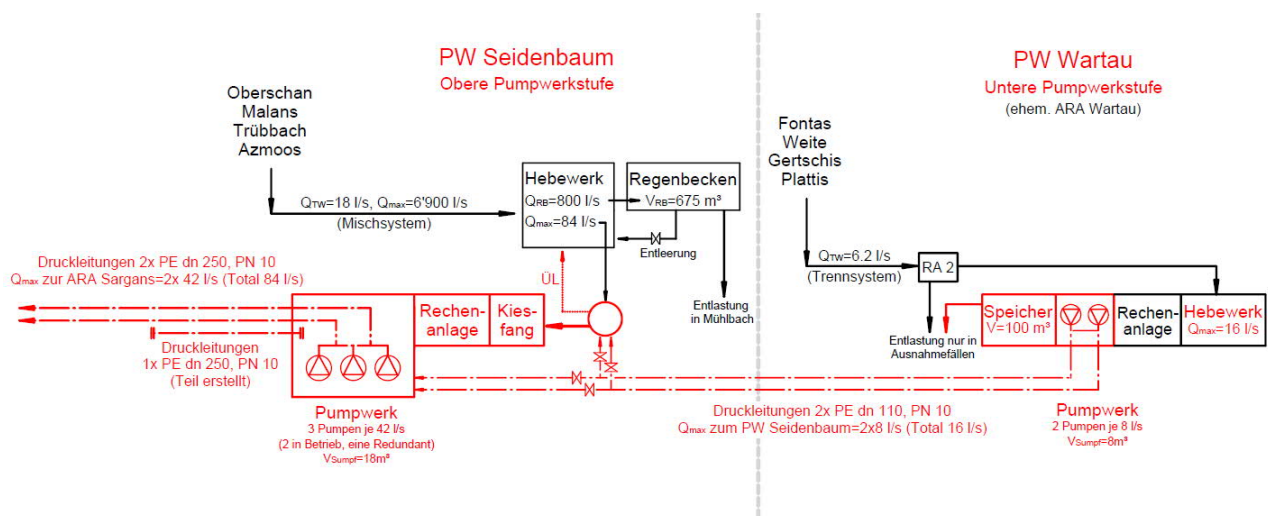 PW Seidenbaum
Obere Pumpwerkstufe
PW Wartau
Untere Pumpwerkstufe
(ehem. ARA Wartau)
Oberschan
Malans
Trübbach
Azmoos
Fontas
Weite
Gertschis
Plattis
QTW=18 l/s, Qmax=6'900 l/s
(Mischsystem)
Hebewerk
QRB=800 l/s
Qmax=84 l/s
Regenbecken
VRB=675 m³
Entleerung
Entlastung
in Mühlbach
QTW=6.2 l/s
(Trennsystem)
RA 2
Entlastung nur in
Ausnahmefällen
Druckleitungen 2x PE dn 250, PN 10
Qmax zur ARA Sargans=2x 42 l/s (Total 84 l/s)
ÜL
Rechen-
anlage
Kies-
fang
Druckleitungen
1x PE dn 250, PN 10
(Teil erstellt)
Speicher
V=100 m³
Rechen-
anlage
Hebewerk
Qmax=16 l/s
Pumpwerk
3 Pumpen je 42 l/s
(2 in Betrieb, eine Redundant)
VSumpf=18m³
Druckleitungen 2x PE dn 110, PN 10
Qmax zum PW Seidenbaum=2x8 l/s (Total 16 l/s)
Pumpwerk
2 Pumpen je 8 l/s
VSumpf=8m³